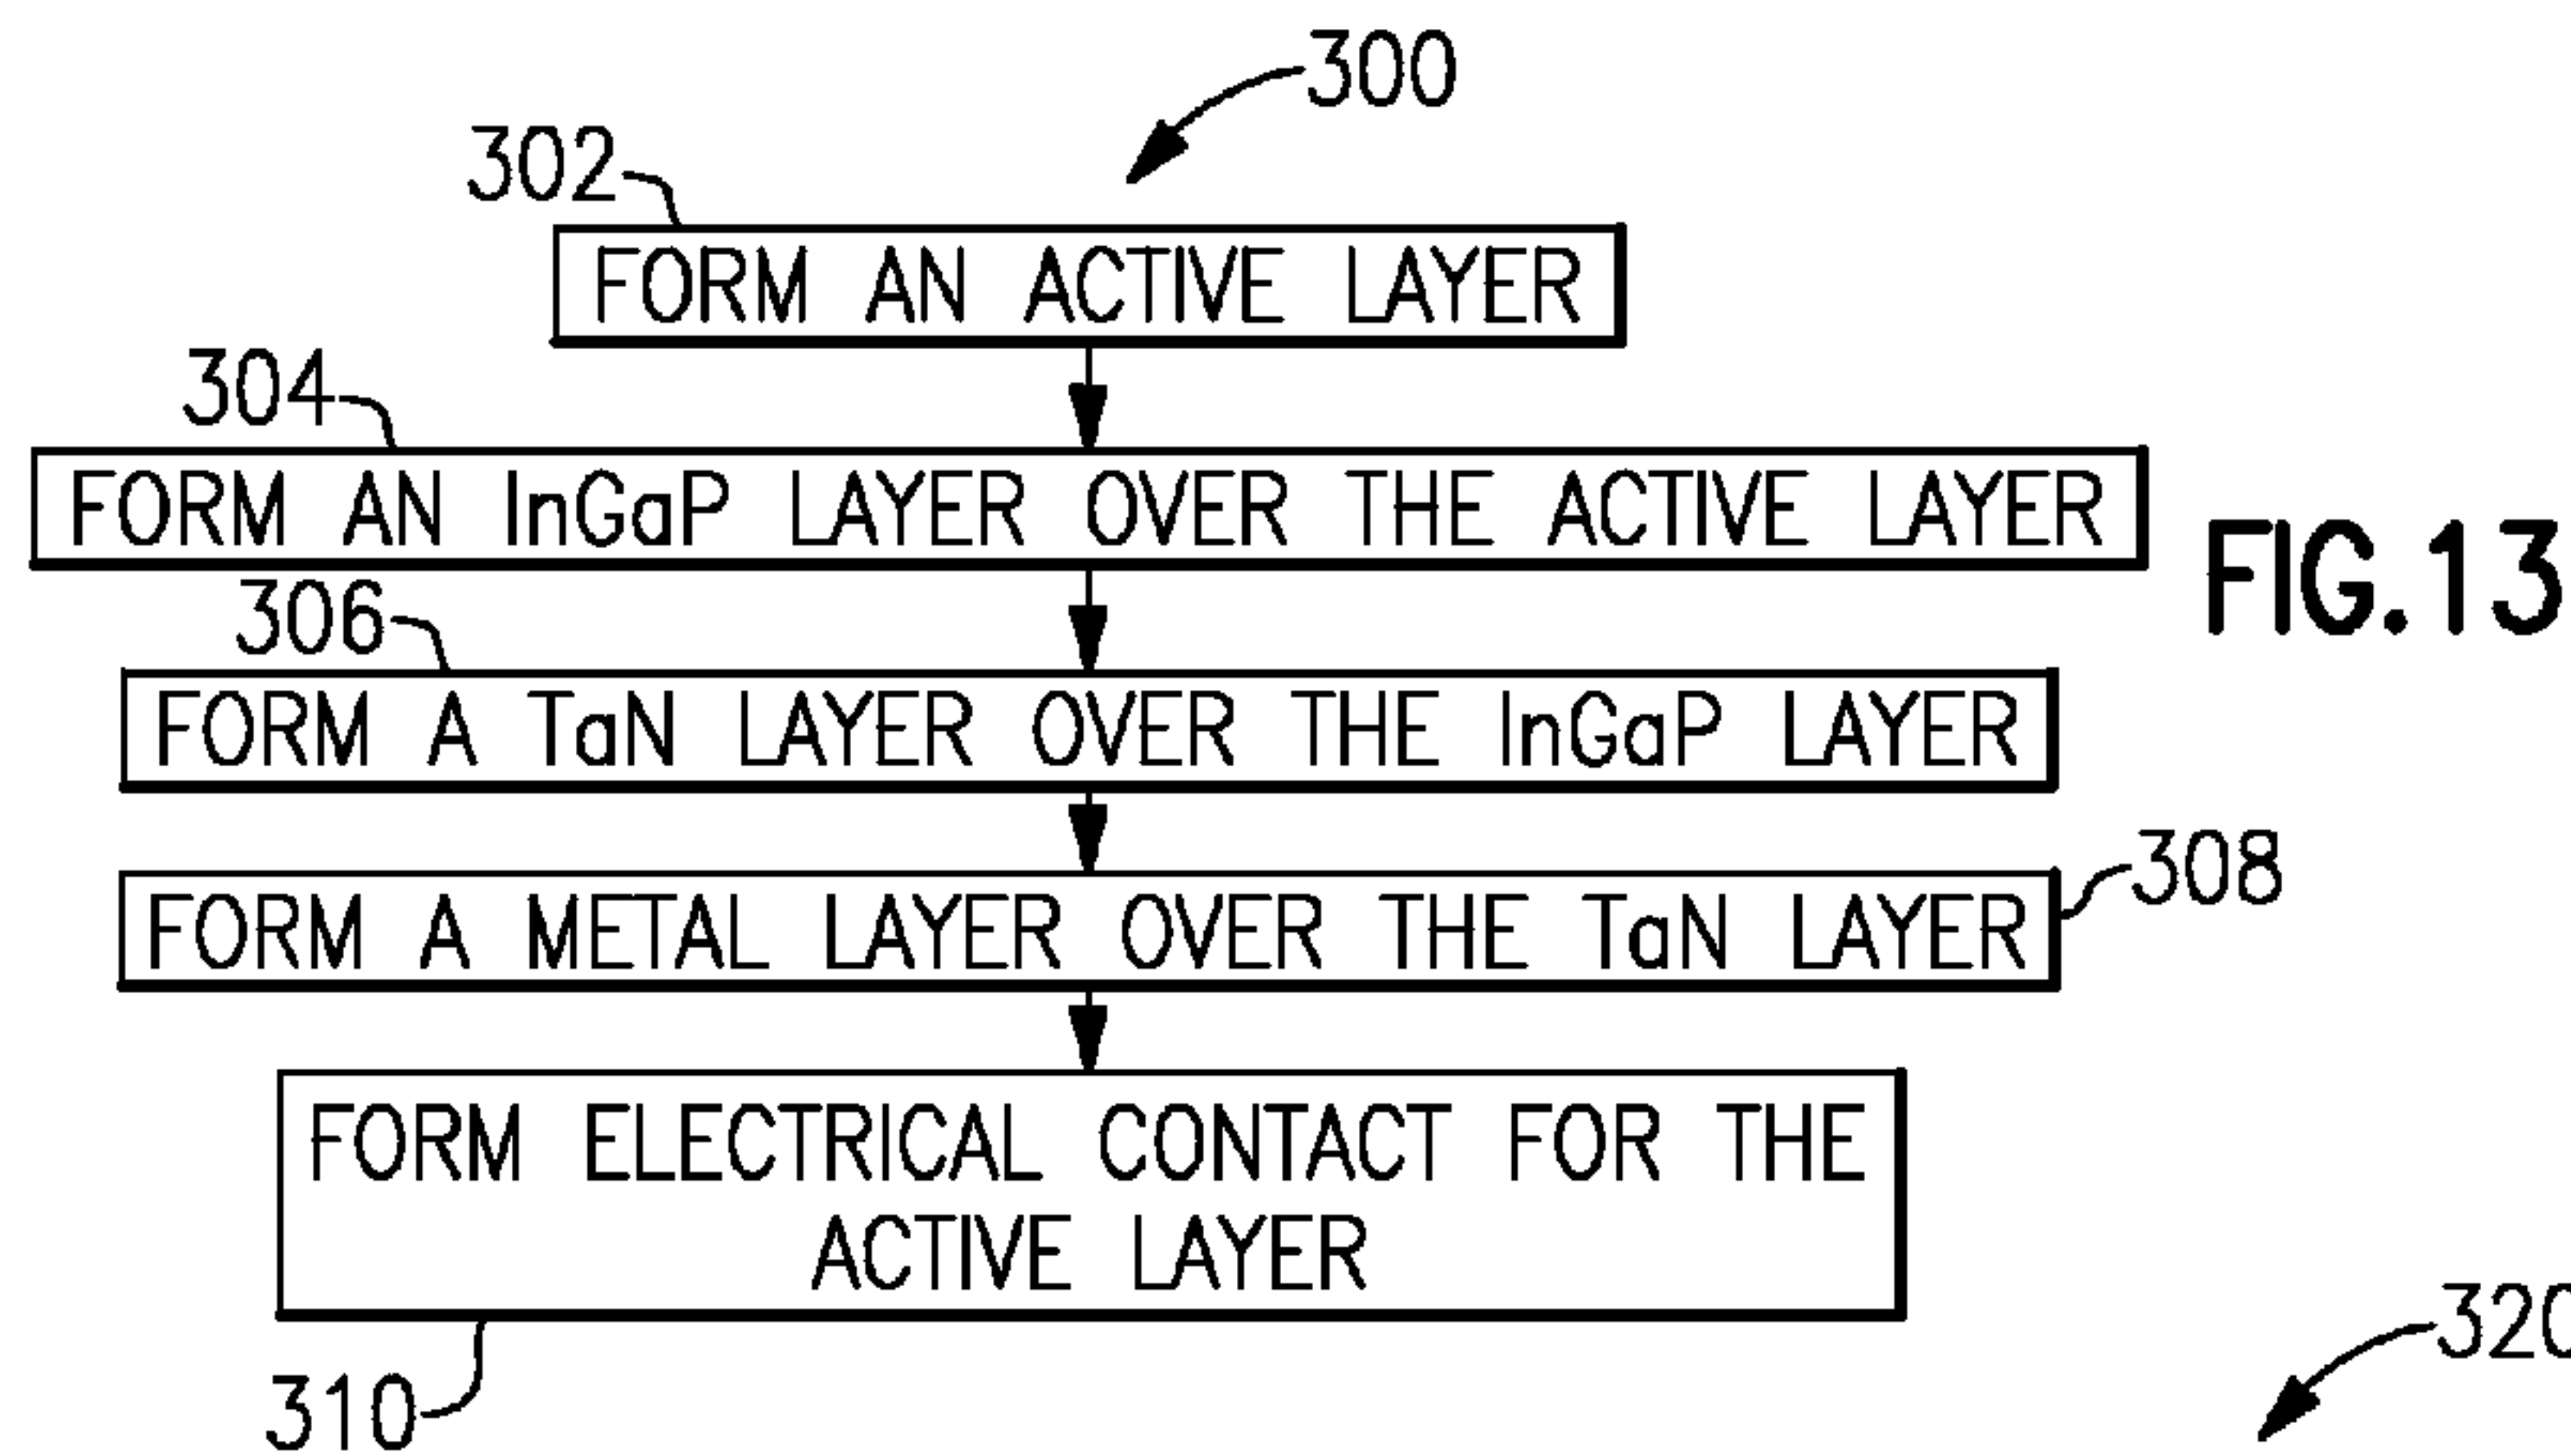 300
302
FORM AN ACTIVE LAYER
304
FORM AN InGaP LAYER OVER THE ACTIVE LAYER
FIG.13
306
FORM A TaN LAYER OVER THE InGaP LAYER
308
FORM A METAL LAYER OVER THE TaN LAYER
FORM ELECTRICAL CONTACT FOR THE
ACTIVE LAYER
310
320